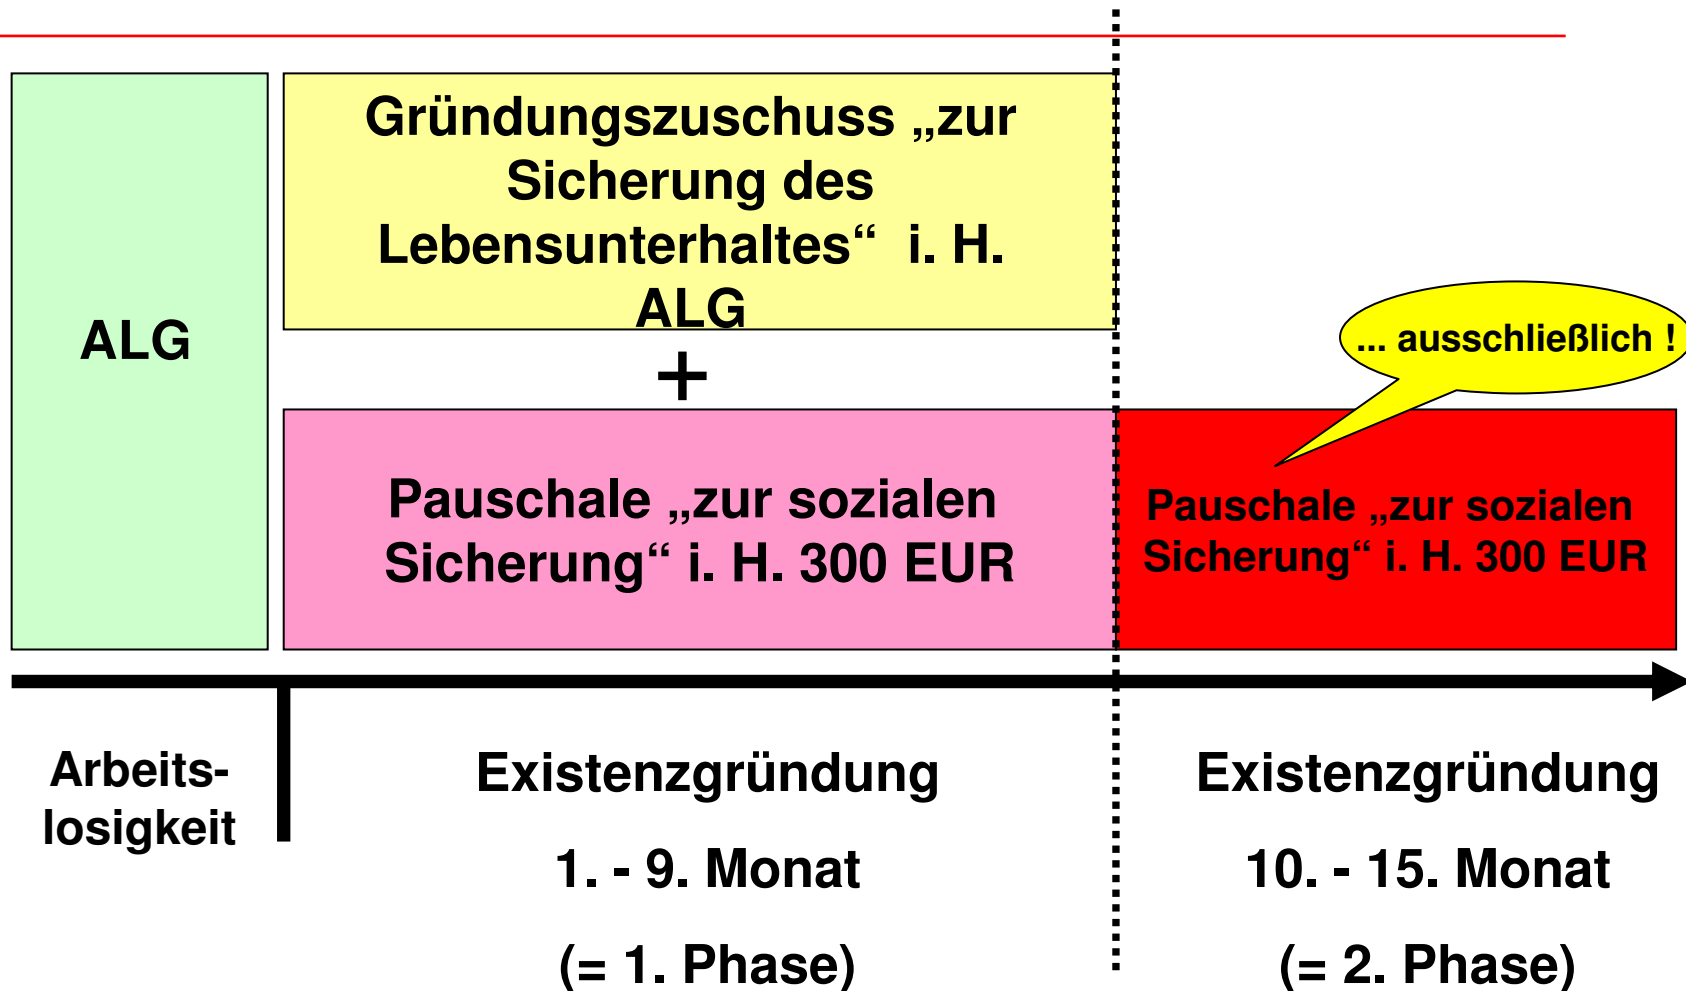 ALG
Gründungszuschuss „zur
Sicherung des
Lebensunterhaltes“ i. H.
ALG
+
Pauschale „zur sozialen
Sicherung“ i. H. 300 EUR
... ausschließlich !
Pauschale „zur sozialen
Sicherung“ i. H. 300 EUR
Arbeits-
losigkeit
Existenzgründung
1. - 9. Monat
(= 1. Phase)
Existenzgründung
10. - 15. Monat
(= 2. Phase)